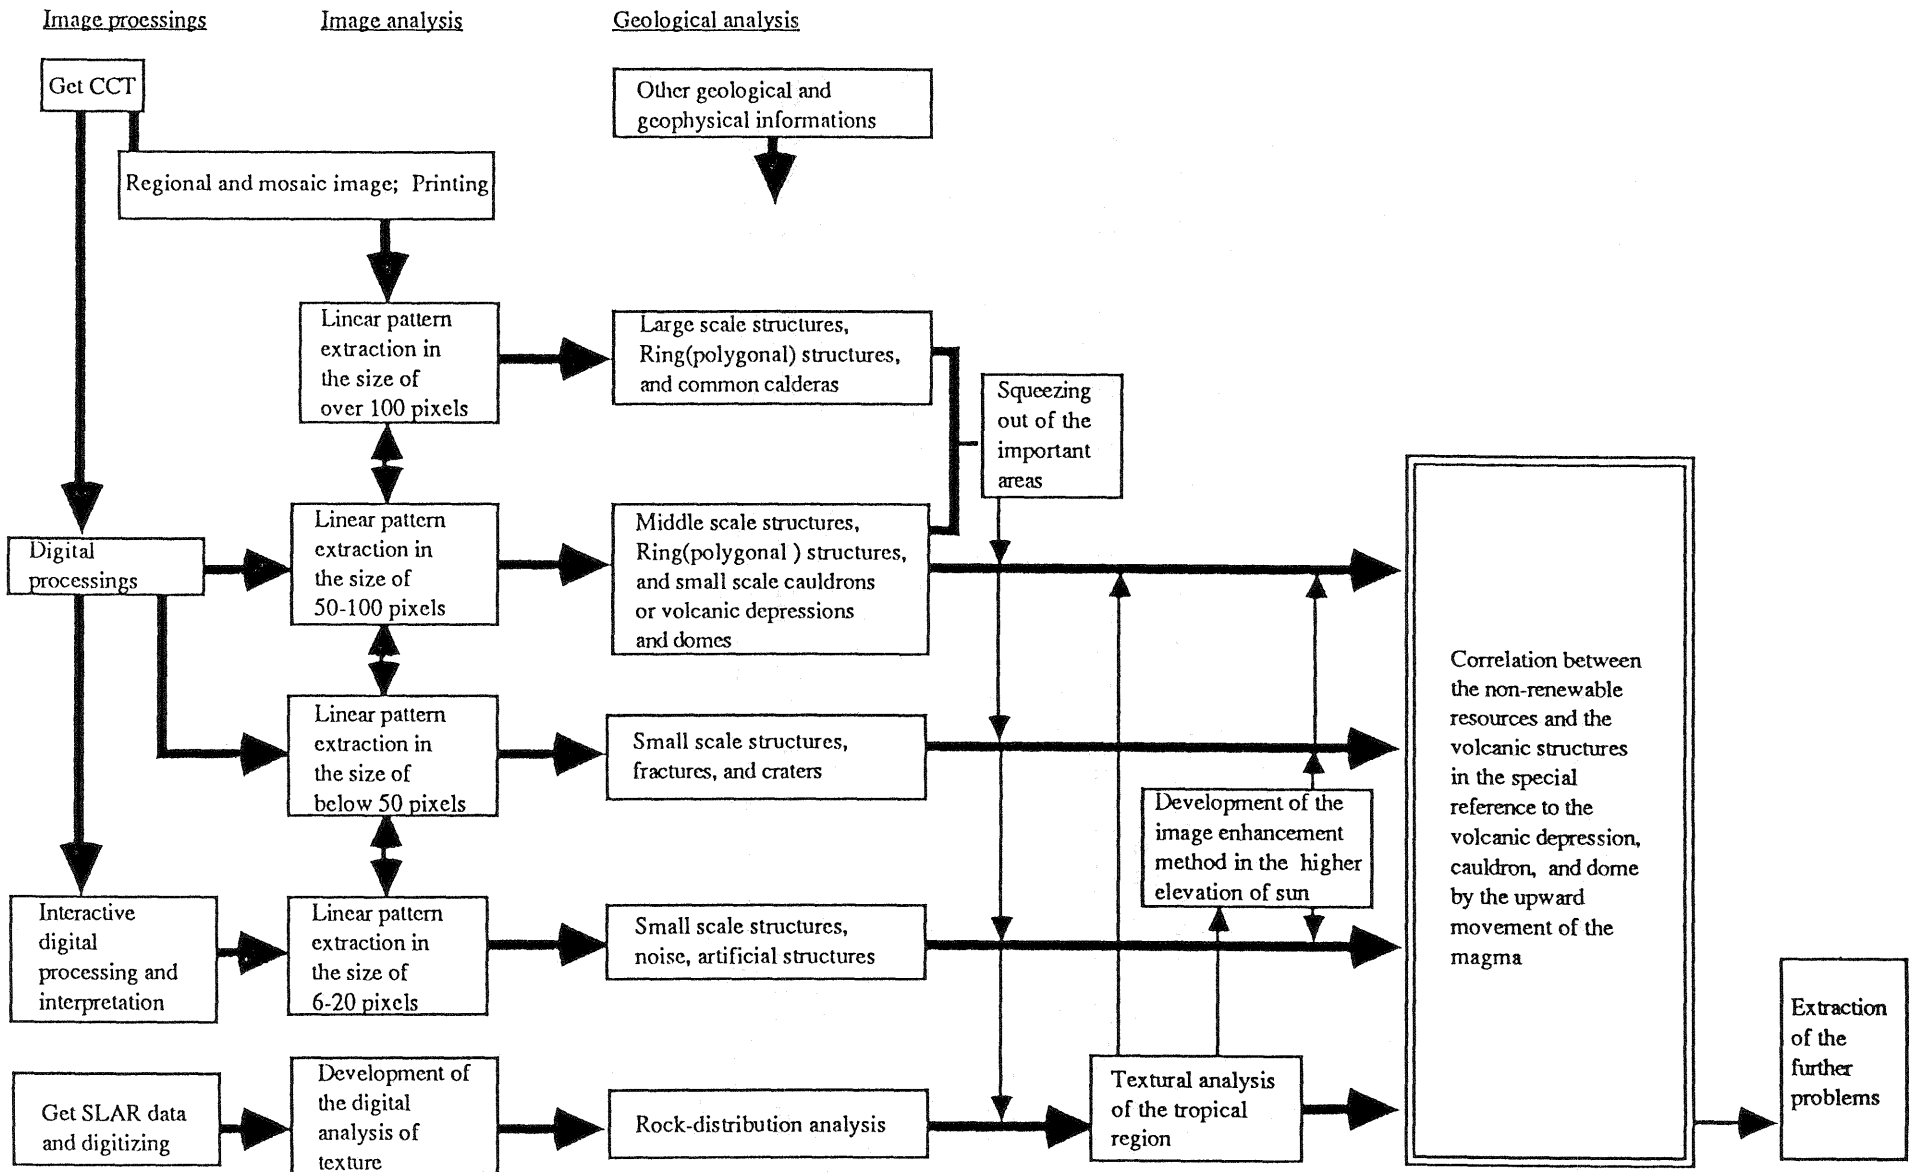 Image proessings
Image analysis
Geological analysis
Get CCT
Other geological and
geophysical informations
Regional and mosaic image; Printing
Linear pattern
extraction in
the size of
over 100 pixels
Large scale structures,
Ring(polygonal) structures,
and common calderas
Squeezing
out of the
important
areas
Digital
processings
Linear pattern
extraction in
the size of
50-100 pixels
Middle scale structures,
Ring(polygonal ) structures,
and small scale cauldrons
or volcanic depressions
and domes
Linear pattern
extraction in
the size of
below 50 pixels
Small scale structures,
fractures, and craters
Development of the
image enhancement
method in the higher
elevation of sun
Correlation between
the non-renewable
resources and the
volcanic structures
in the special
reference to the
volcanic depression,
cauldron, and dome
by the upward
movement of the
magma
Interactive
digital
processing and
interpretation
Linear pattern
extraction in
the size of
6-20 pixels
Small scale structures,
noise, artificial structures
Extraction
of the
further
problems
Get SLAR data
and digitizing
Development of
the digital
analysis of
texture
Rock-distribution analysis
Textural analysis
of the tropical
region